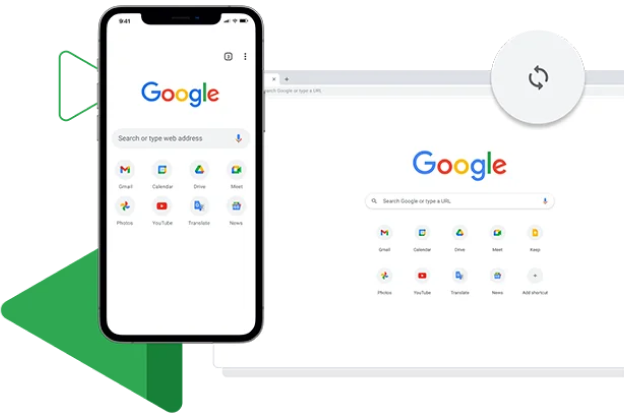 9:41
3
Google
Search or type web address
Gmail Calendar Drive Meet
Photos YouTube Translate News
Search Google or type a URL
Google
Search Google or type a URL
Gmail Calendar Drive Meet Keep
Photos YouTube Translate News Add shortcut